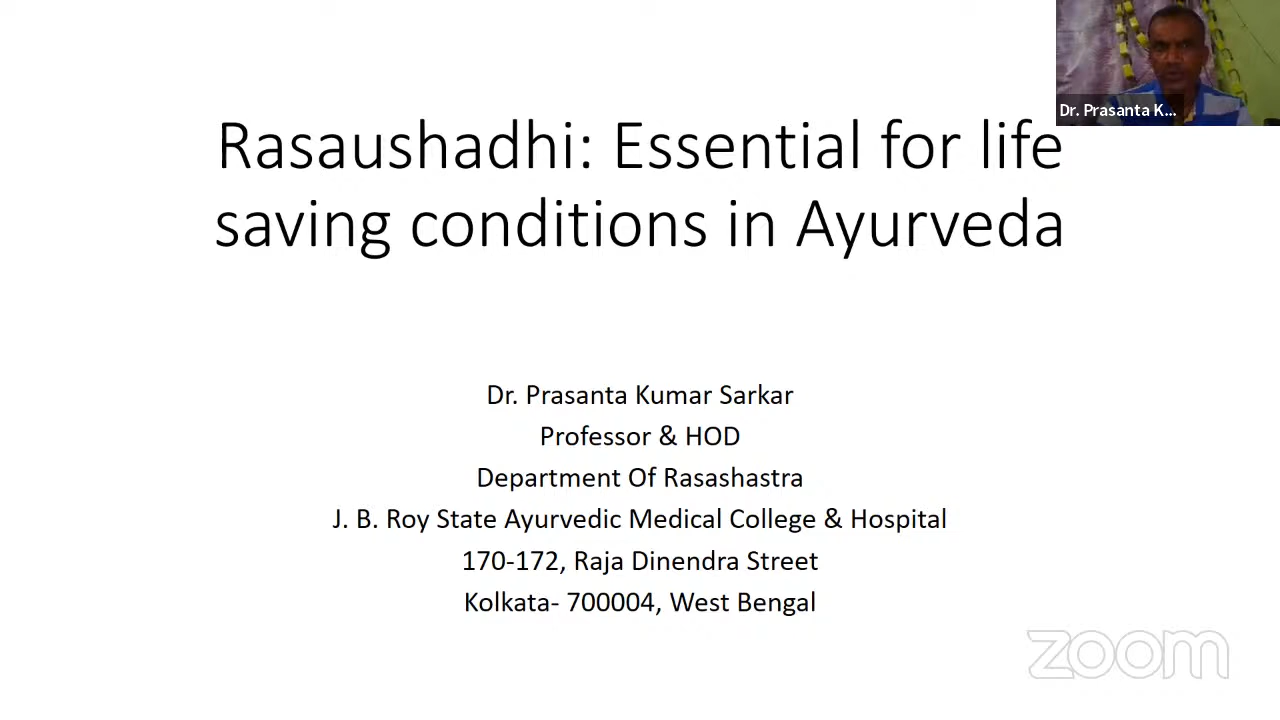 Dr. Prasanta K...
Rasaushadhi: Essential for life
saving conditions in Ayurveda
Dr. Prasanta Kumar Sarkar
Professor & HOD
Department Of Rasashastra
J. B. Roy State Ayurvedic Medical College & Hospital
170-172, Raja Dinendra Street
Kolkata- 700004, West Bengal
zoom